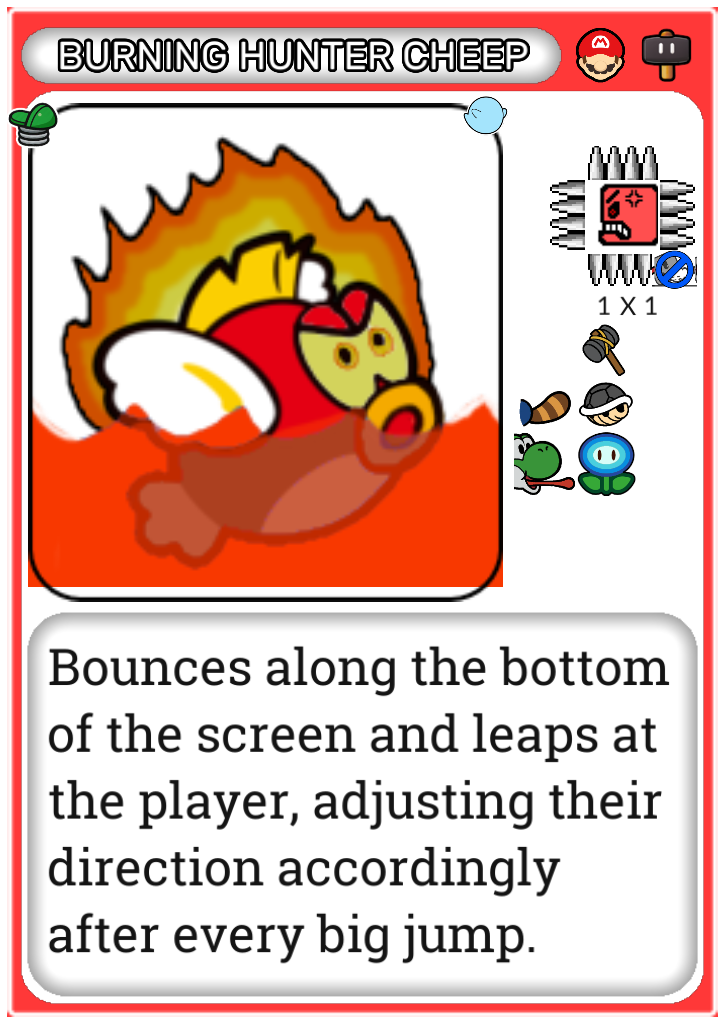 BURNING HUNTER CHEEP
1 X 1
Bounces along the bottom
of the screen and leaps at
the player, adjusting their
direction accordingly
after every big jump.